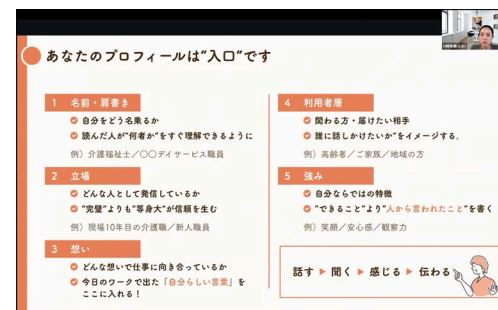 あなたのプロフィールは“入口”です
1 名前・肩書き
自分をどう名乗るか
読んだ人が“何者か”をすぐ理解できるように
例）介護福祉士／〇〇デイサービス職員
2 立場
どんな人として発信しているか
“完璧”よりも“等身大”が信頼を生む
例）現場10年目の介護職／新人職員
3 想い
どんな想いで仕事に向き合っているか
今日のワークで出た「自分らしい言葉」を
ここに入れる！
4 利用者層
関わる方・届けたい相手
誰に話しかけたいか”をイメージする。
例）高齢者／ご家族／地域の方
5 強み
自分ならではの特徴
“できること”より“人から言われたこと”を書く
例）笑顔／安心感／観察力
話す ▶ 聞く ▶ 感じる ▶ 伝わる